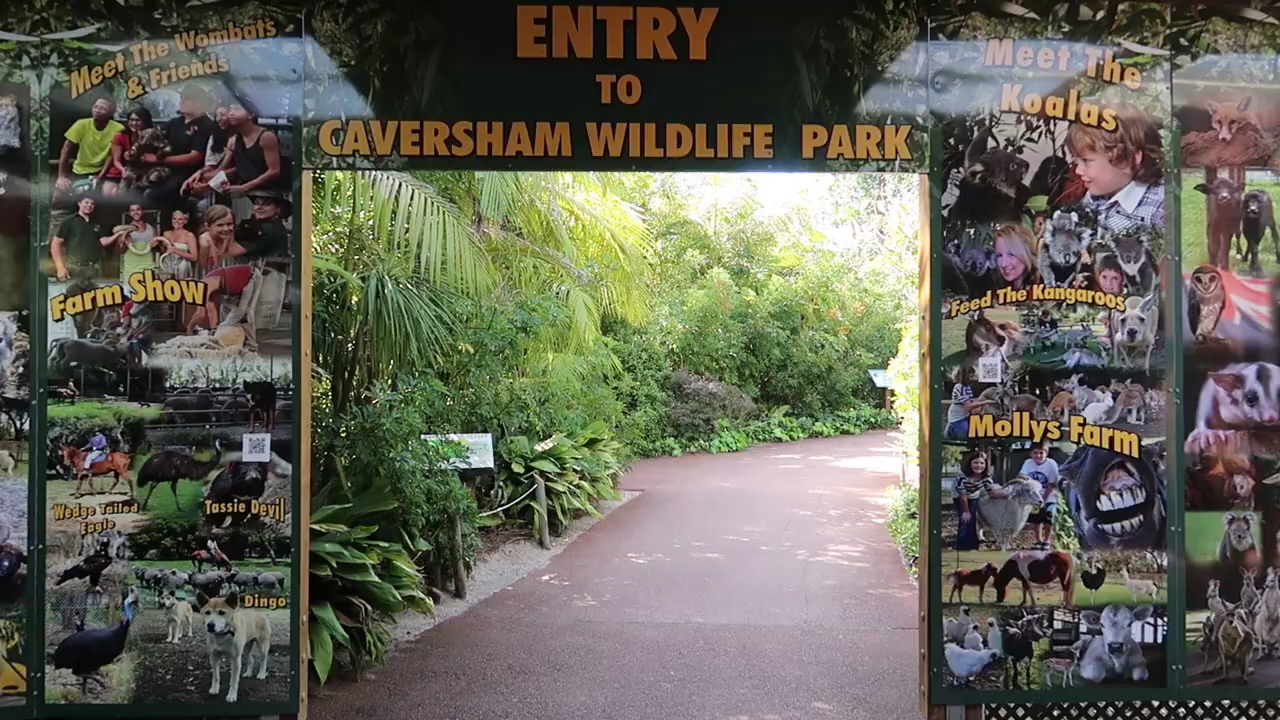 ENTRY
TO
CAVERSHAM WILDLIFE PARK
Meet The Wombats
& Friends
Farm Show
Wedge Tailed
Eagle
Tassie Devil
Dingo
Meet The
Koalas
Feed The Kangaroos
Mollys Farm